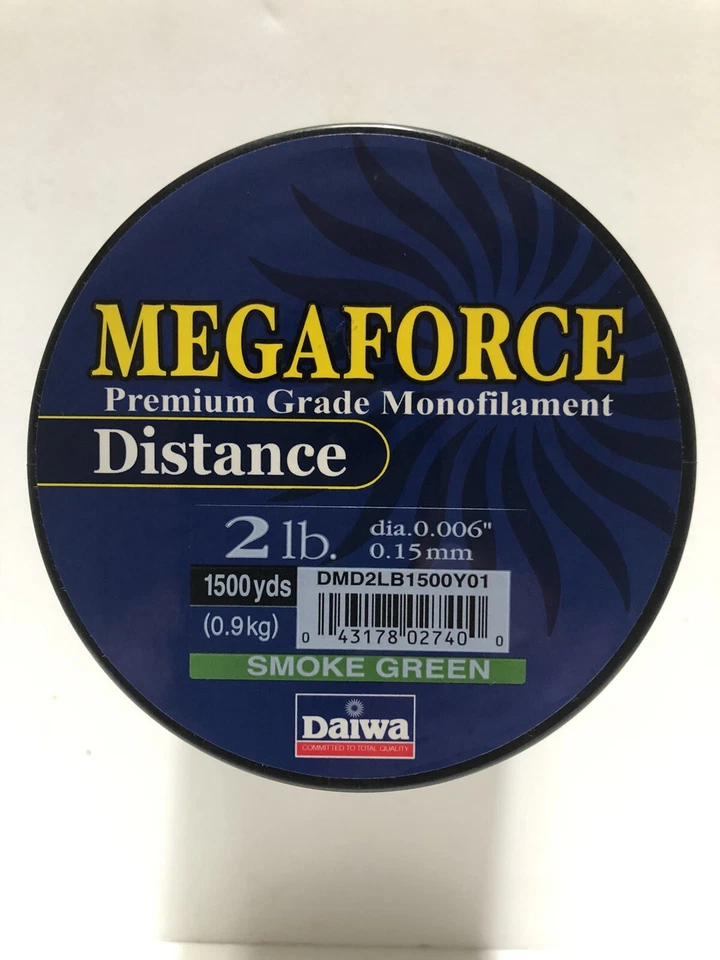 MEGAFORCE
Premium Grade Monofilament
Distance
2 lb. dia.0.006"
0.15mm
1500yds DMD2LB1500Y01
(0.9kg) 0 43178 02740 0
SMOKE GREEN
Daiwa
COMMITTED TO TOTAL QUALITY